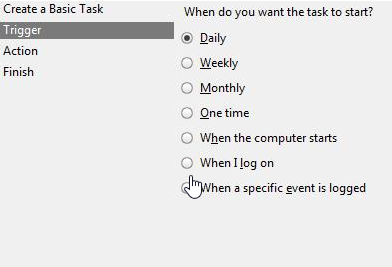 Create a Basic Task
Trigger
Action
Finish
When do you want the task to start?
Daily
Weekly
Monthly
One time
When the computer starts
When I log on
When a specific event is logged